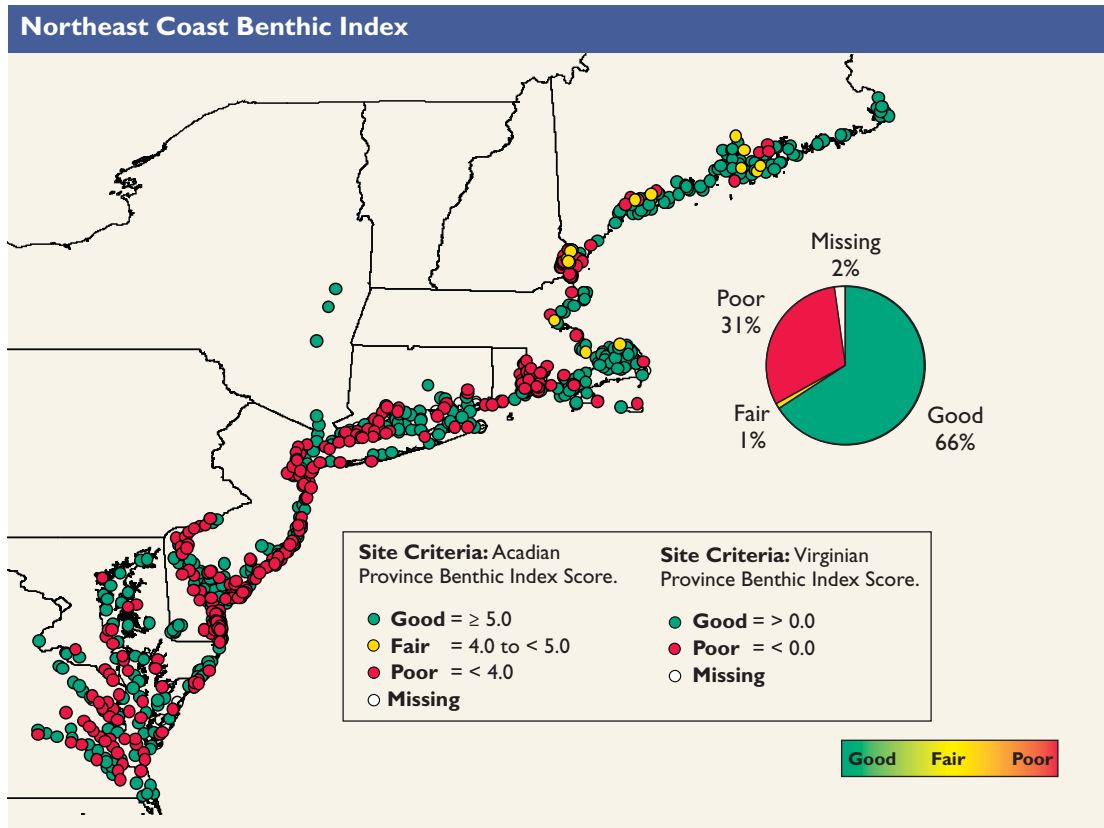 Northeast Coast Benthic Index
Missing
2%
Poor
31%
Fair
1%
Good
66%
Site Criteria: Acadian
Province Benthic Index Score.
Good = ≥ 5.0
Fair = 4.0 to < 5.0
Poor = < 4.0
Missing
Site Criteria: Virginian
Province Benthic Index Score.
Good = > 0.0
Poor = < 0.0
Missing
Good Fair Poor